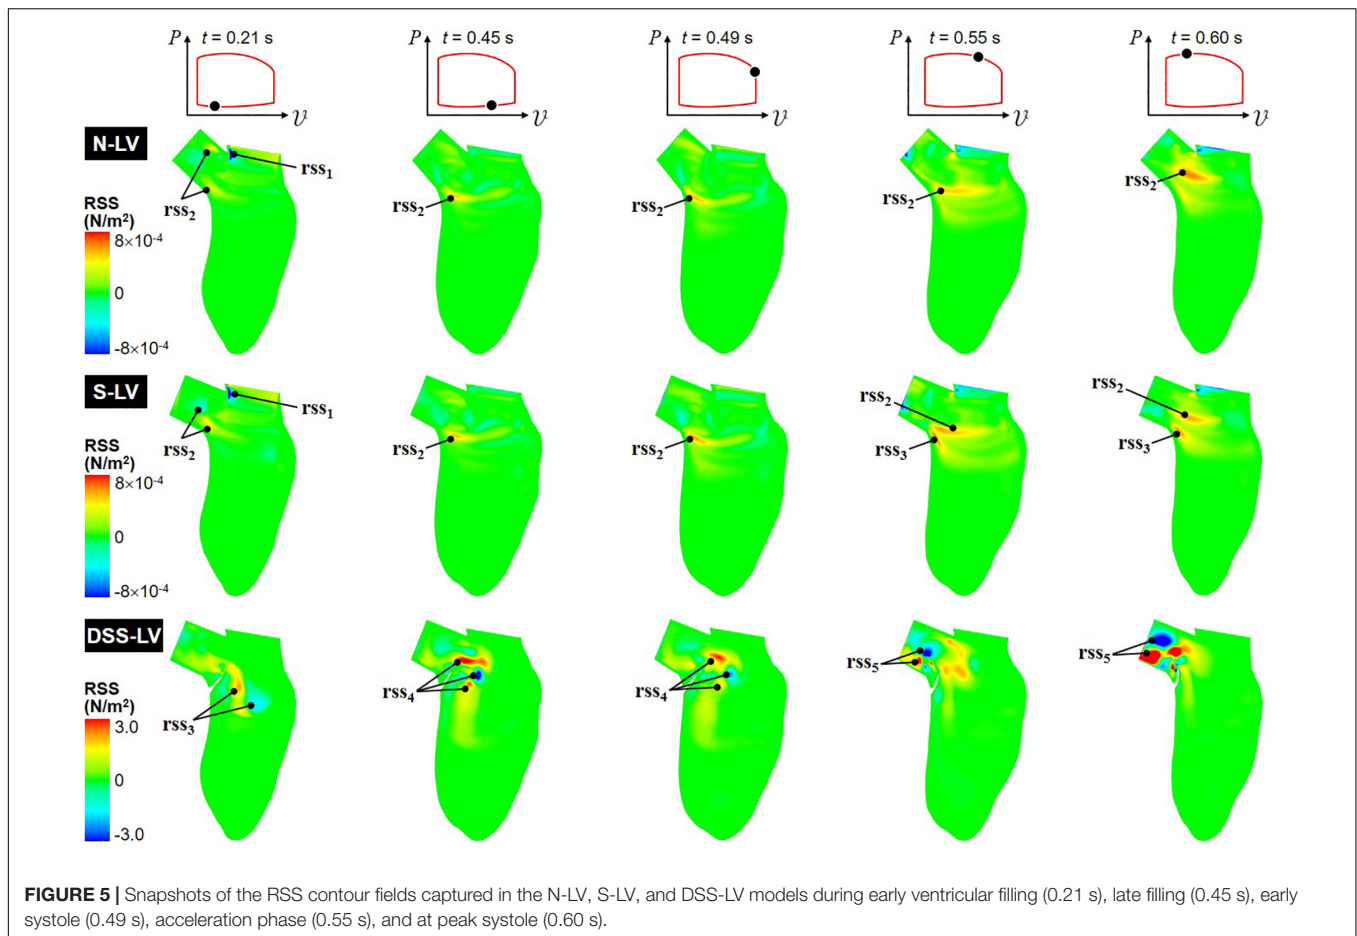 P t = 0.21 s
𝒱
P t = 0.45 s
𝒱
P t = 0.49 s
𝒱
P t = 0.55 s
𝒱
P t = 0.60 s
𝒱
N-LV
RSS
(N/m²)
8×10⁻⁴
0
-8×10⁻⁴
rss₁
rss₂
rss₂
rss₂
rss₂
rss₂
S-LV
RSS
(N/m²)
8×10⁻⁴
0
-8×10⁻⁴
rss₁
rss₂
rss₂
rss₂
rss₂
rss₃
rss₂
rss₃
DSS-LV
RSS
(N/m²)
3.0
0
-3.0
rss₃
rss₄
rss₄
rss₅
rss₅
FIGURE 5 | Snapshots of the RSS contour fields captured in the N-LV, S-LV, and DSS-LV models during early ventricular filling (0.21 s), late filling (0.45 s), early
systole (0.49 s), acceleration phase (0.55 s), and at peak systole (0.60 s).